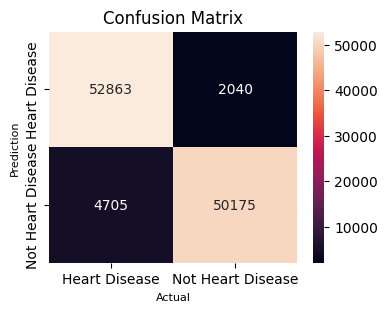 Confusion Matrix
Prediction
Not Heart Disease Heart Disease
52863 2040
4705 50175
Heart Disease Not Heart Disease
Actual
50000
40000
30000
20000
10000